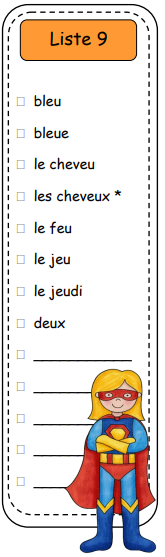 Liste 9
bleu
bleue
le cheveu
les cheveux *
le feu
le jeu
le jeudi
deux